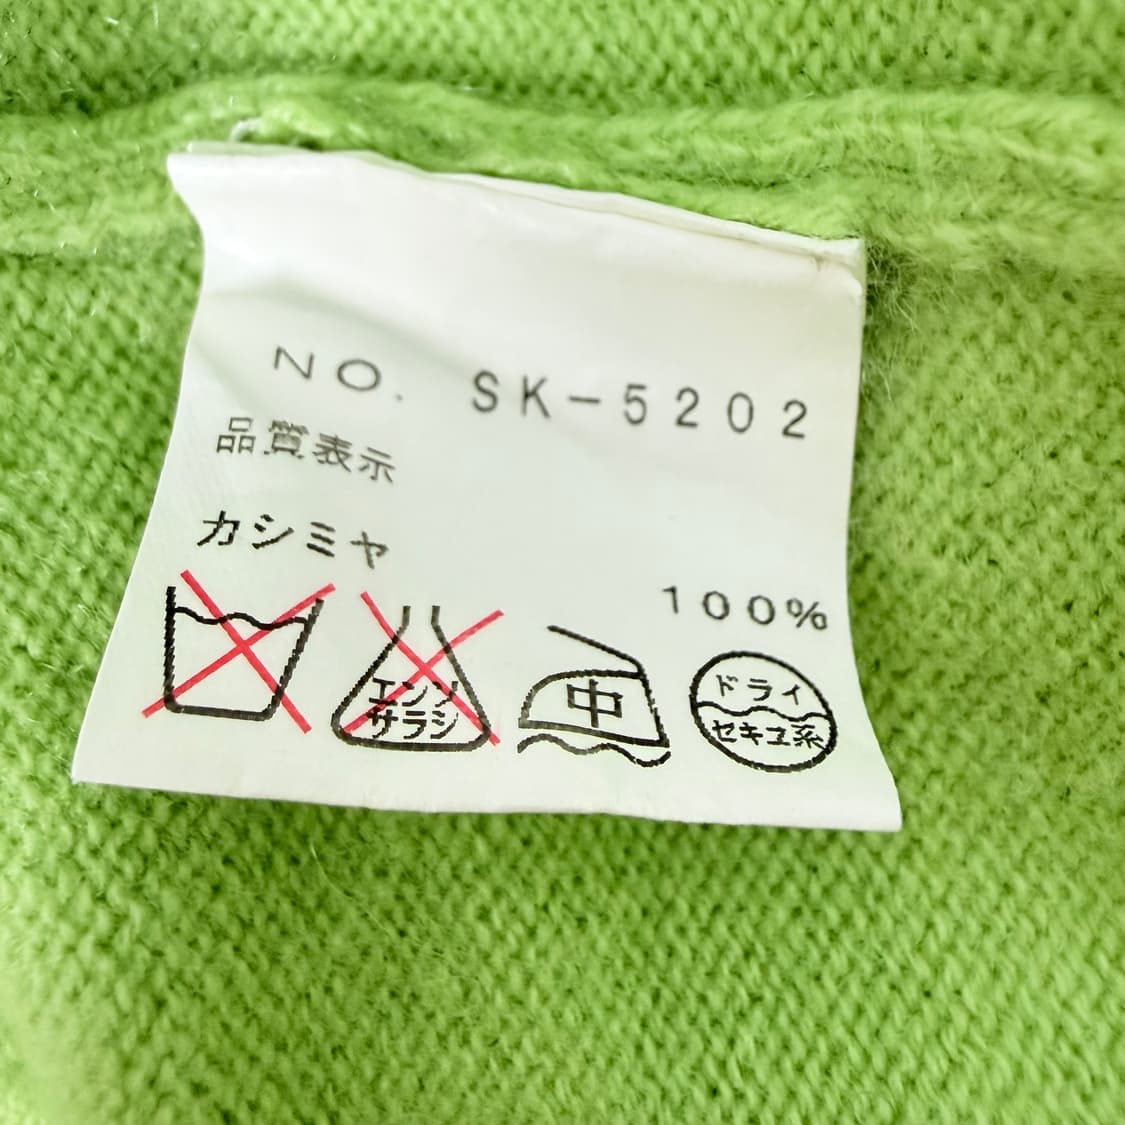 NO. SK-5202
品質表示
カシミヤ
100%
エンソ
サラシ
中
ドライ
セキユ系